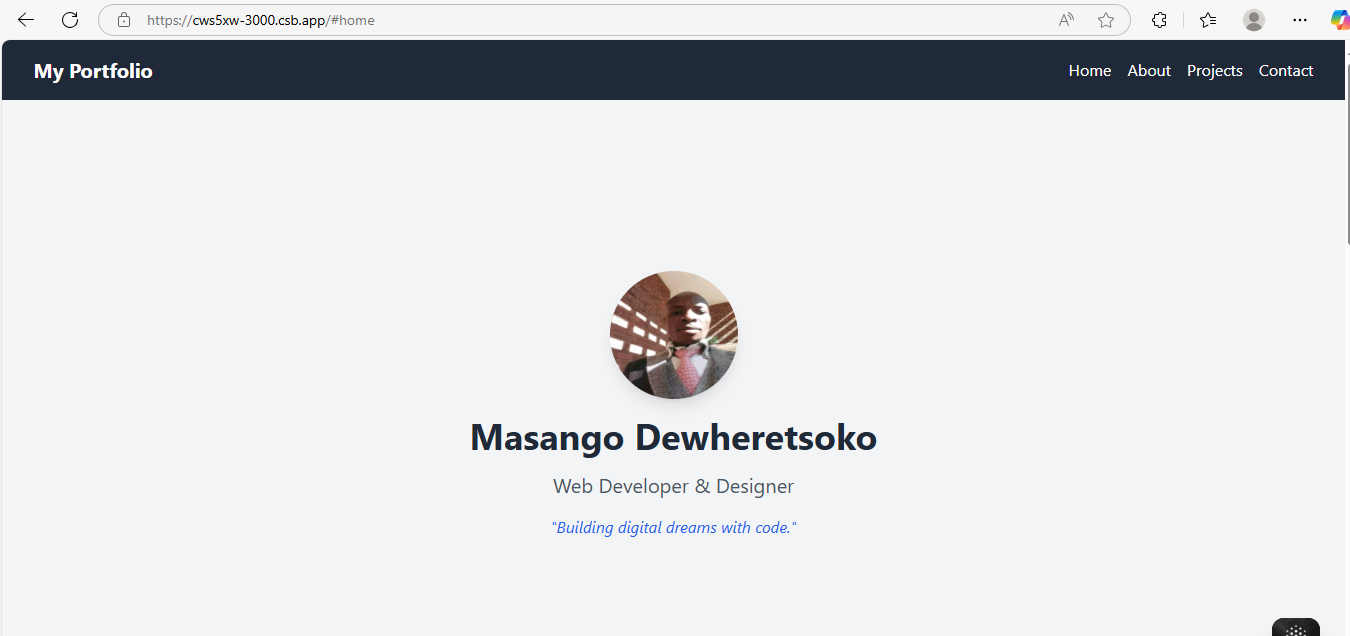 https://cws5xw-3000.csb.app/#home
My Portfolio
Home About Projects Contact
Masango Dewheretsoko
Web Developer & Designer
"Building digital dreams with code."